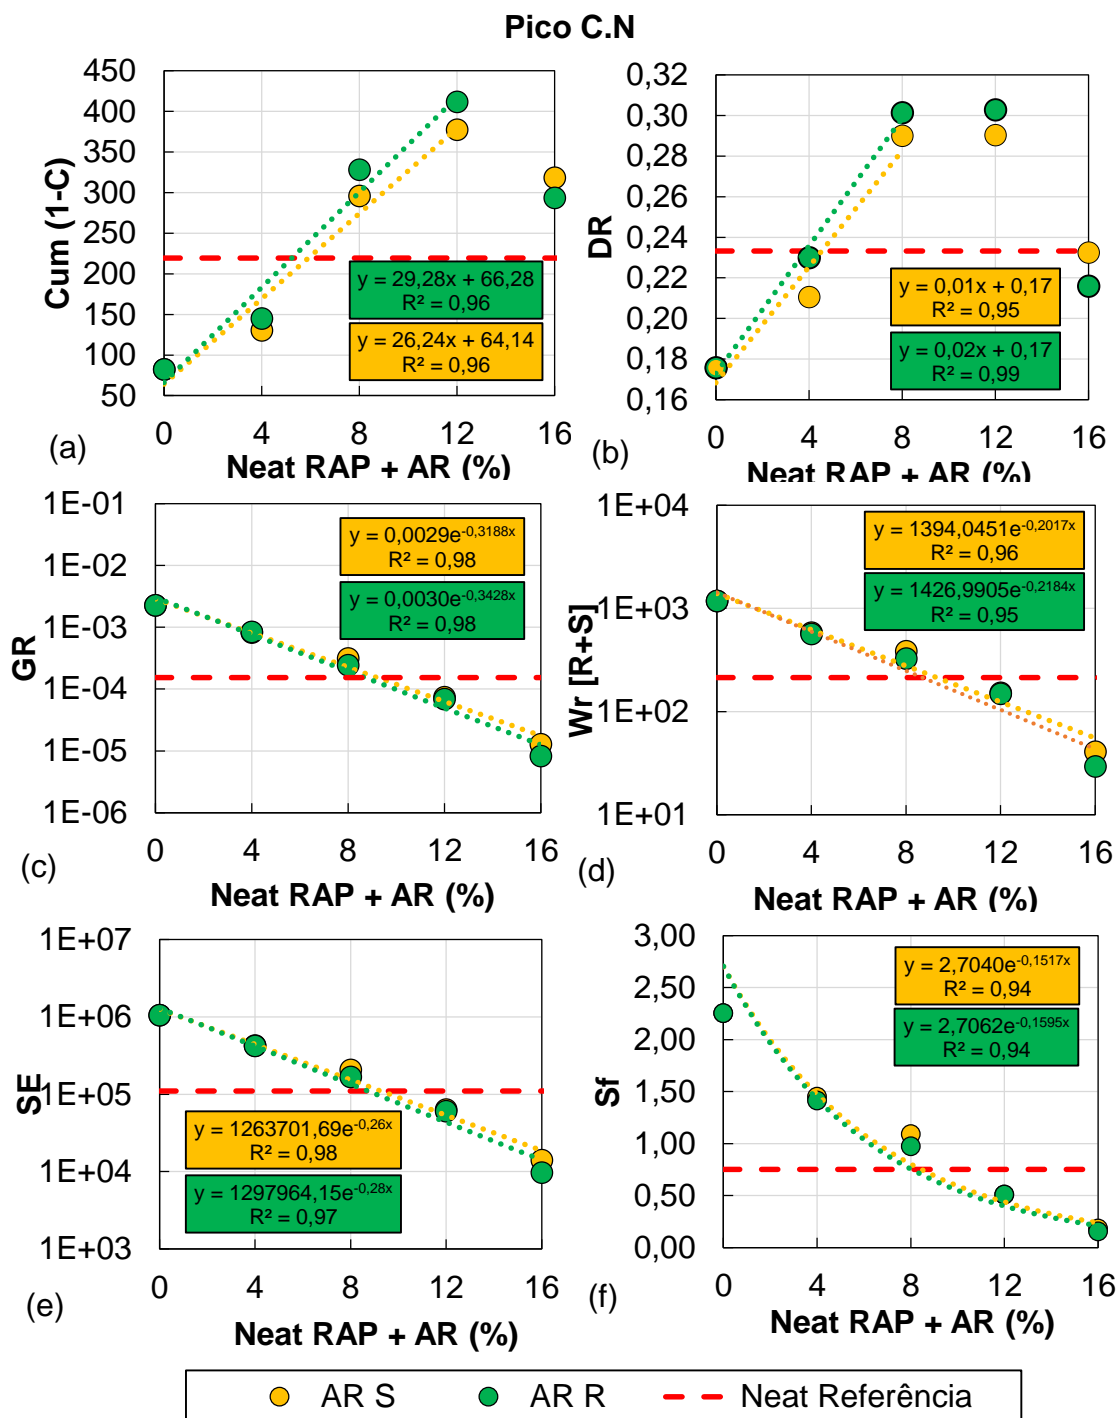 Pico C.N
Cum (1-C)
450
400
350
300
250
200
150
100
50
y = 29,28x + 66,28
R² = 0,96
y = 26,24x + 64,14
R² = 0,96
0 4 8 12 16
(a)
Neat RAP + AR (%)
DR
0,32
0,30
0,28
0,26
0,24
0,22
0,20
0,18
0,16
y = 0,01x + 0,17
R² = 0,95
y = 0,02x + 0,17
R² = 0,99
0 4 8 12 16
(b)
Neat RAP + AR (%)
GR
1E-01
1E-02
1E-03
1E-04
1E-05
1E-06
y = 0,0029e-0,3188x
R² = 0,98
y = 0,0030e-0,3428x
R² = 0,98
0 4 8 12 16
(c)
Neat RAP + AR (%)
Wr [R+S]
1E+04
1E+03
1E+02
1E+01
y = 1394,0451e-0,2017x
R² = 0,96
y = 1426,9905e-0,2184x
R² = 0,95
0 4 8 12 16
(d)
Neat RAP + AR (%)
SE
1E+07
1E+06
1E+05
1E+04
1E+03
y = 1263701,69e-0,26x
R² = 0,98
y = 1297964,15e-0,28x
R² = 0,97
0 4 8 12 16
(e)
Neat RAP + AR (%)
Sf
3,00
2,50
2,00
1,50
1,00
0,50
0,00
y = 2,7040e-0,1517x
R² = 0,94
y = 2,7062e-0,1595x
R² = 0,94
0 4 8 12 16
(f)
Neat RAP + AR (%)
AR S AR R Neat Referência